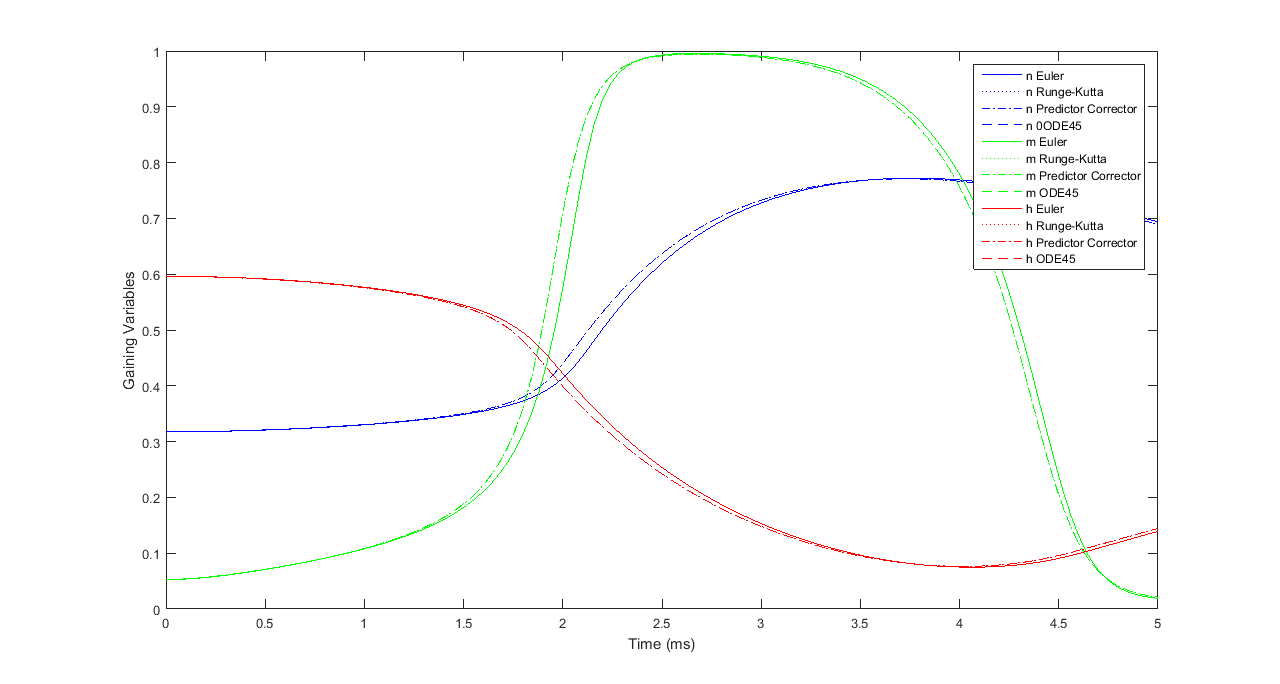 1
0.9
0.8
0.7
0.6
0.5
0.4
0.3
0.2
0.1
0
Gaining Variables
n Euler
n Runge-Kutta
n Predictor Corrector
n 0ODE45
m Euler
m Runge-Kutta
m Predictor Corrector
m ODE45
h Euler
h Runge-Kutta
h Predictor Corrector
h ODE45
0 0.5 1 1.5 2 2.5 3 3.5 4 4.5 5
Time (ms)